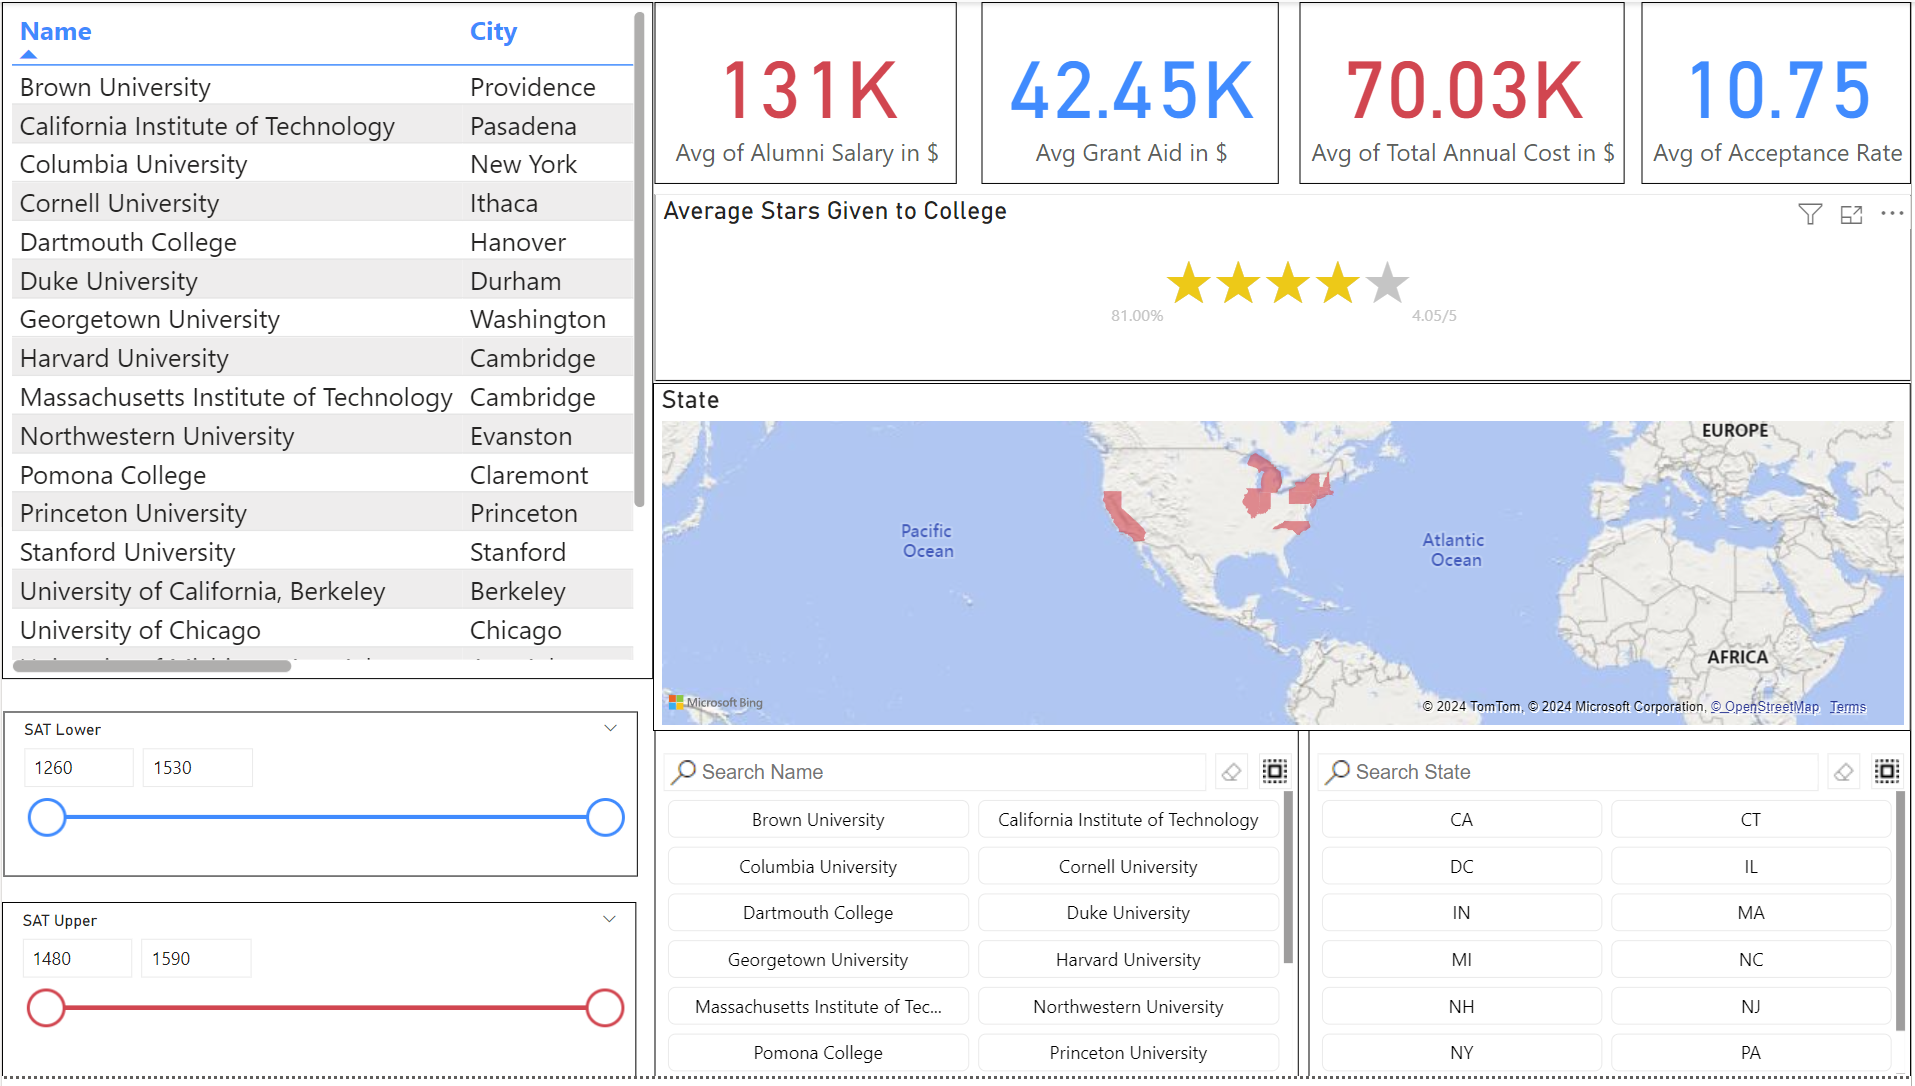 Name City
Brown University Providence
California Institute of Technology Pasadena
Columbia University New York
Cornell University Ithaca
Dartmouth College Hanover
Duke University Durham
Georgetown University Washington
Harvard University Cambridge
Massachusetts Institute of Technology Cambridge
Northwestern University Evanston
Pomona College Claremont
Princeton University Princeton
Stanford University Stanford
University of California, Berkeley Berkeley
University of Chicago Chicago
131K
Avg of Alumni Salary in $
42.45K
Avg Grant Aid in $
70.03K
Avg of Total Annual Cost in $
10.75
Avg of Acceptance Rate
Average Stars Given to College
81.00% 4.05/5
State
EUROPE
Pacific
Ocean
Atlantic
Ocean
AFRICA
Microsoft Bing
© 2024 TomTom, © 2024 Microsoft Corporation, © OpenStreetMap Terms
SAT Lower
1260 1530
SAT Upper
1480 1590
Search Name
Brown University California Institute of Technology
Columbia University Cornell University
Dartmouth College Duke University
Georgetown University Harvard University
Massachusetts Institute of Tec... Northwestern University
Pomona College Princeton University
Search State
CA CT
DC IL
IN MA
MI NC
NH NJ
NY PA